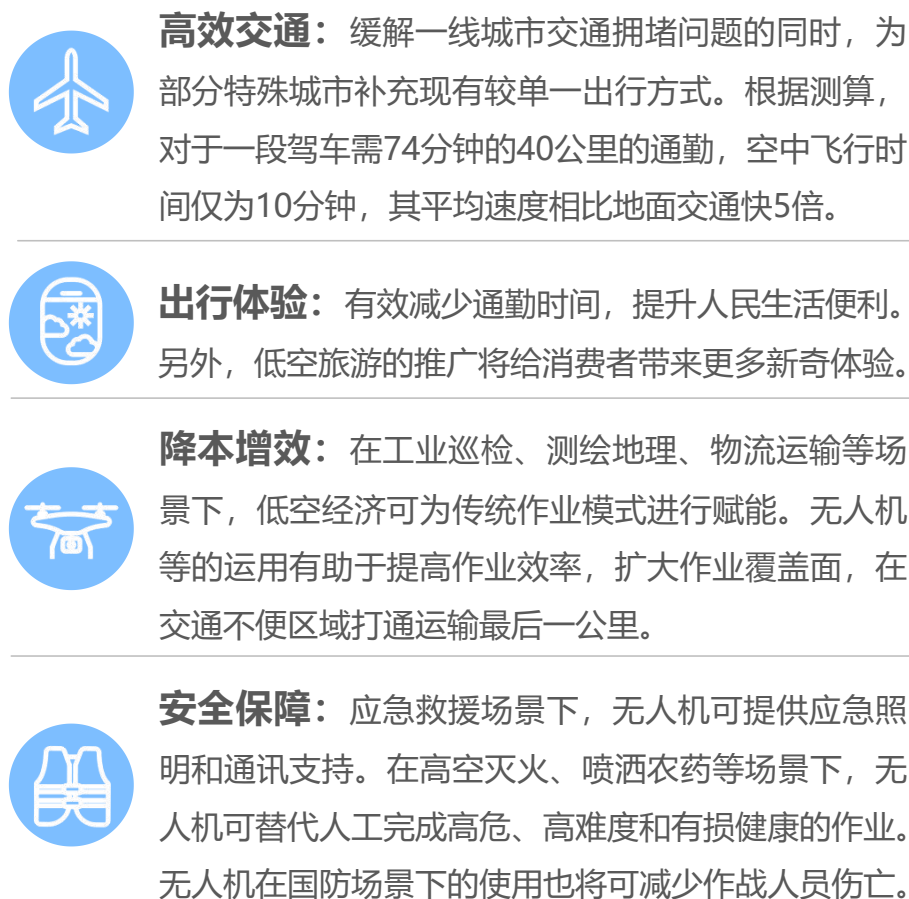 高效交通：缓解一线城市交通拥堵问题的同时，为
部分特殊城市补充现有较单一出行方式。根据测算，
对于一段驾车需74分钟的40公里的通勤，空中飞行时
间仅为10分钟，其平均速度相比地面交通快5倍。
出行体验：有效减少通勤时间，提升人民生活便利。
另外，低空旅游的推广将给消费者带来更多新奇体验。
降本增效：在工业巡检、测绘地理、物流运输等场
景下，低空经济可为传统作业模式进行赋能。无人机
等的运用有助于提高作业效率，扩大作业覆盖面，在
交通不便区域打通运输最后一公里。
安全保障：应急救援场景下，无人机可提供应急照
明和通讯支持。在高空灭火、喷洒农药等场景下，无
人机可替代人工完成高危、高难度和有损健康的作业。
无人机在国防场景下的使用也将可减少作战人员伤亡。